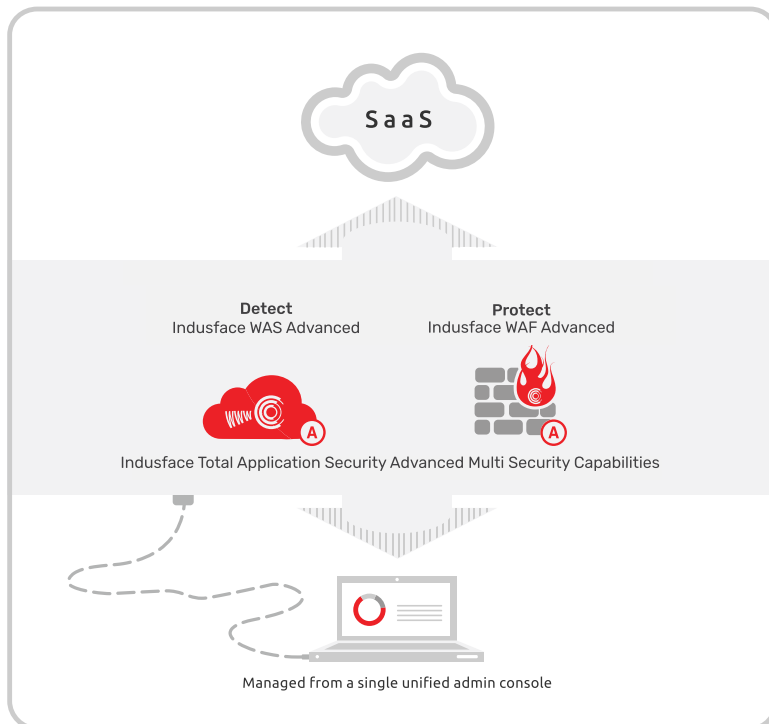 SaaS
Detect
Indusface WAS Advanced
Protect
Indusface WAF Advanced
www
A
A
Indusface Total Application Security Advanced Multi Security Capabilities
Managed from a single unified admin console